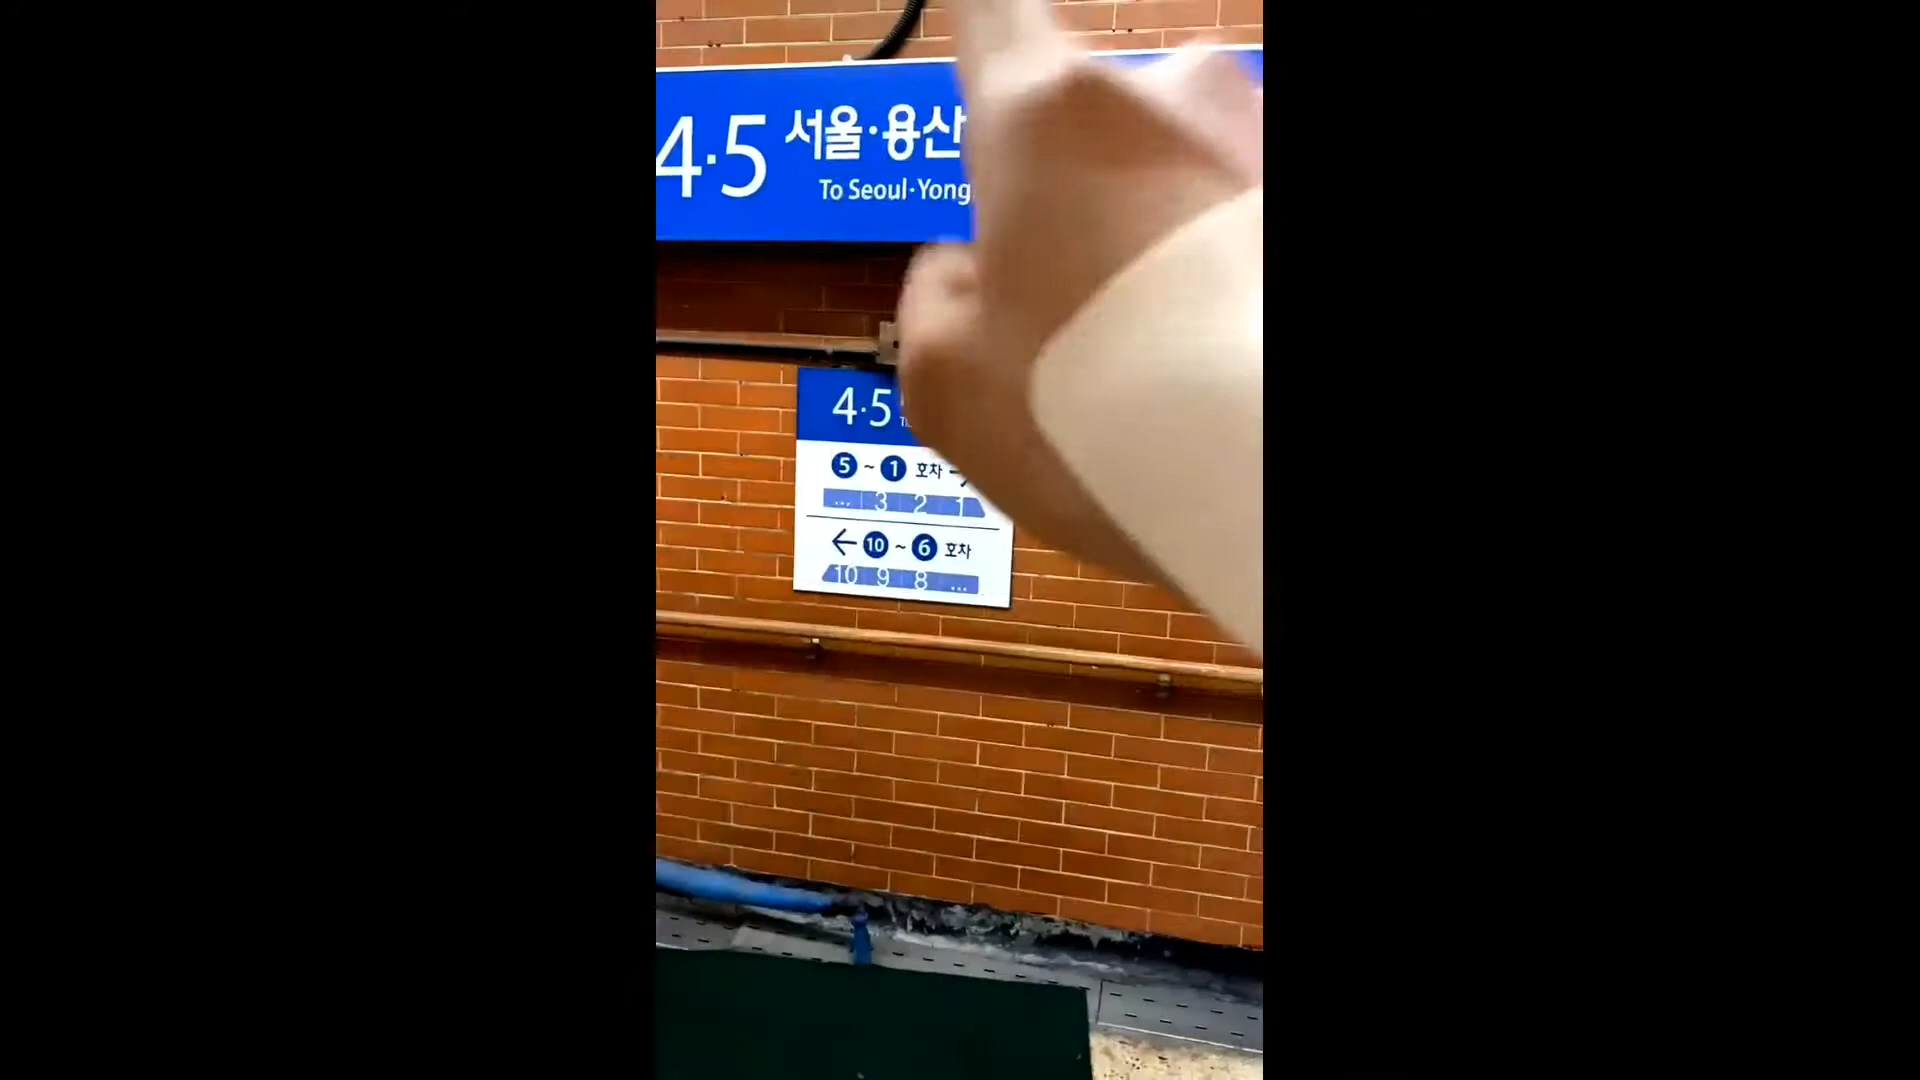 4·5 서울·용산
To Seoul·Yong
4·5
5 ~ 1 호차 →
... 3 2 1
← 10 ~ 6 호차
10 9 8 ...